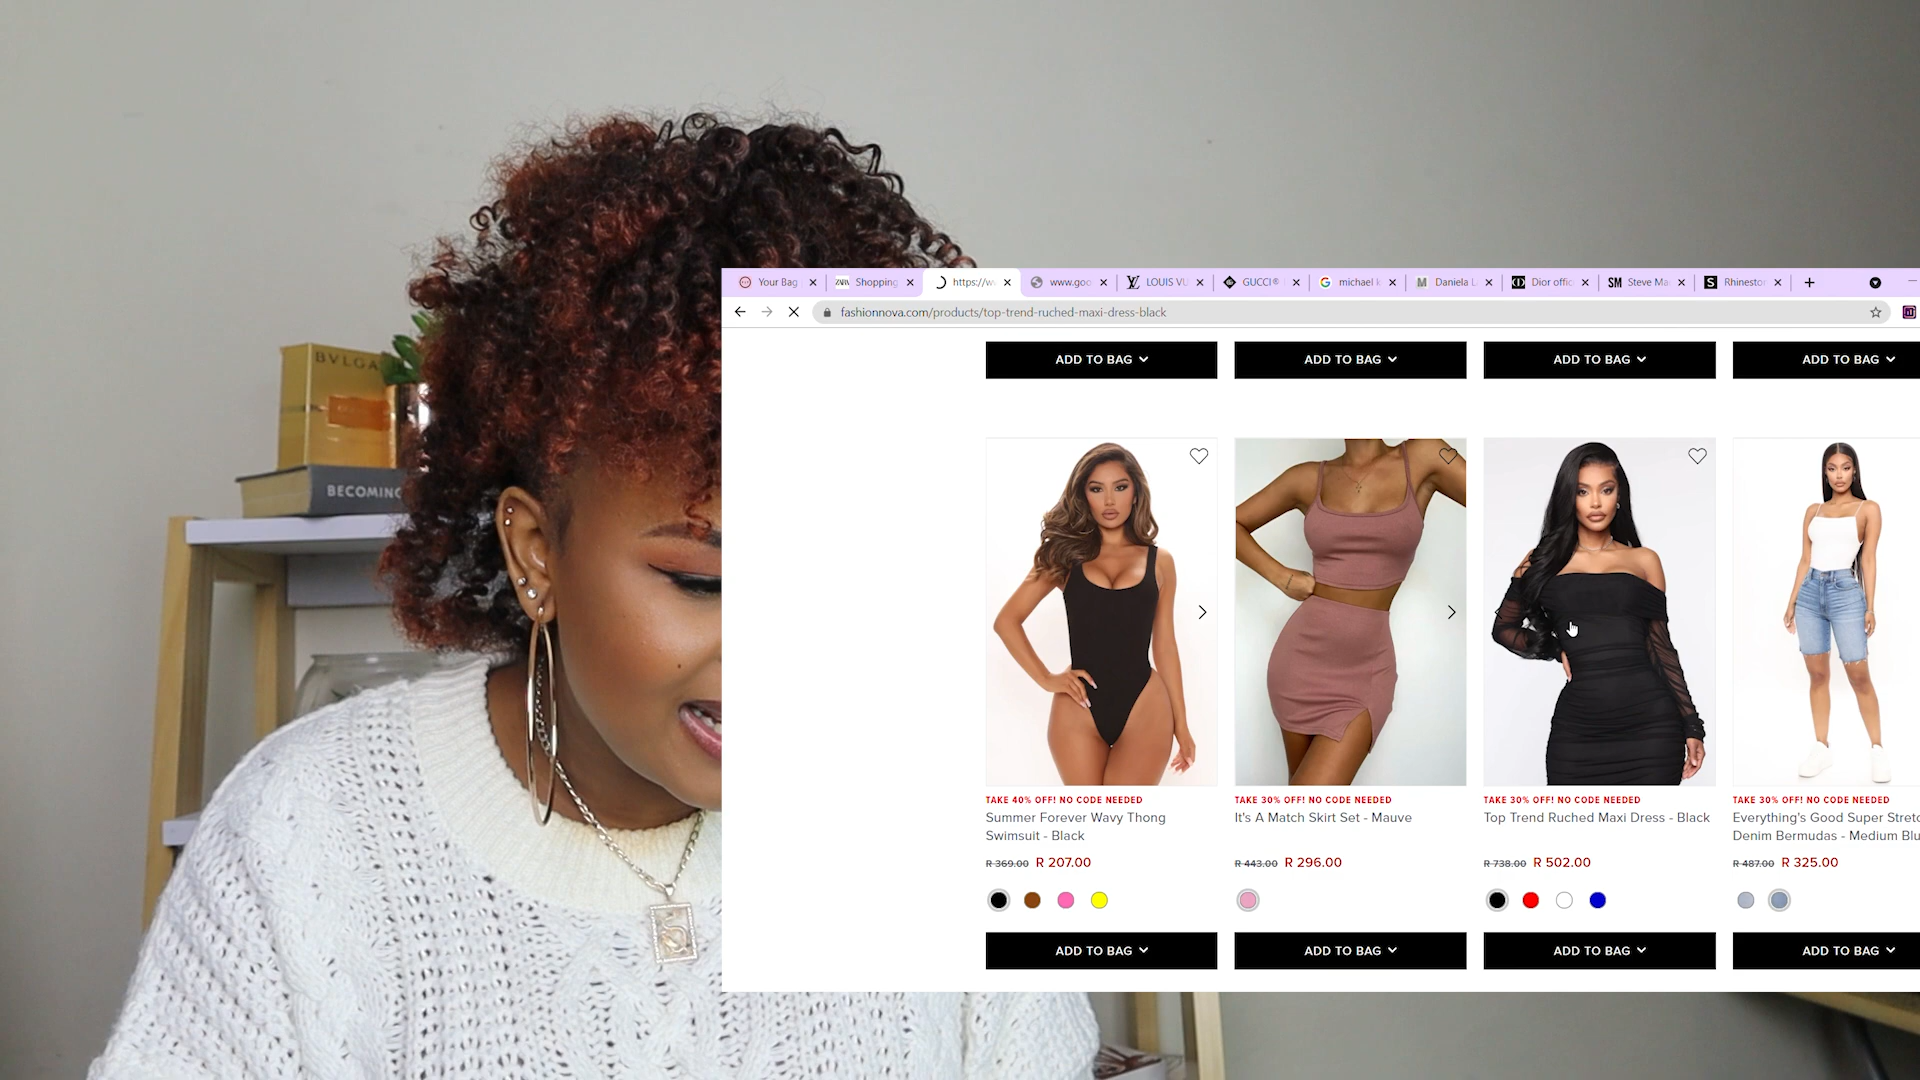 BVLGA
BECOMING
Your Bag
ZARA
Shopping
https://w
www.goo
LOUIS VU
GUCCI®
michael k
Daniela L
Dior offic
SM
Steve Ma
Rhinesto
fashionnova.com/products/top-trend-ruched-maxi-dress-black
ADD TO BAG
ADD TO BAG
ADD TO BAG
ADD TO BAG
TAKE 40% OFF! NO CODE NEEDED
Summer Forever Wavy Thong
Swimsuit - Black
R 369.00 R 207.00
ADD TO BAG
TAKE 30% OFF! NO CODE NEEDED
It's A Match Skirt Set - Mauve
R 443.00 R 296.00
ADD TO BAG
TAKE 30% OFF! NO CODE NEEDED
Top Trend Ruched Maxi Dress - Black
R 738.00 R 502.00
ADD TO BAG
TAKE 30% OFF! NO CODE NEEDED
Everything's Good Super Stretc
Denim Bermudas - Medium Blu
R 487.00 R 325.00
ADD TO BAG